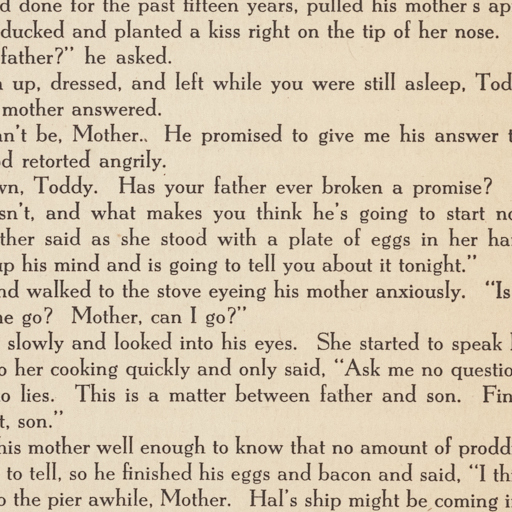 d done for the past fifteen years, pulled his mother's ap
ducked and planted a kiss right on the tip of her nose.
father?" he asked.
up, dressed, and left while you were still asleep, Tod
mother answered.
an't be, Mother.. He promised to give me his answer t
d retorted angrily.
wn, Toddy. Has your father ever broken a promise?
sn't, and what makes you think he's going to start no
ther said as she stood with a plate of eggs in her ha
up his mind and is going to tell you about it tonight."
nd walked to the stove eyeing his mother anxiously. "Is
e go? Mother, can I go?"
slowly and looked into his eyes. She started to speak
o her cooking quickly and only said, "Ask me no questio
o lies. This is a matter between father and son. Fin
t, son."
his mother well enough to know that no amount of prodd
to tell, so he finished his eggs and bacon and said, "I th
o the pier awhile, Mother. Hal's ship might be coming i